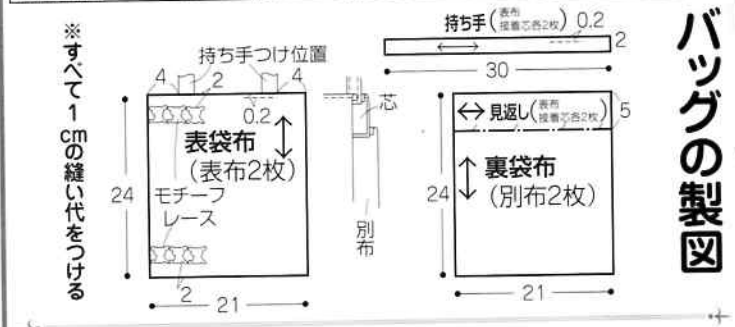 バッグの製図
※すべて1cmの縫い代をつける
持ち手(表布 接着芯各2枚) 0.2
2
30
持ち手つけ位置
4 2 4
0.2
表袋布
(表布2枚)
24
モチーフ
レース
2
21
芯
別布
見返し(表布 接着芯各2枚)
5
裏袋布
(別布2枚)
24
21